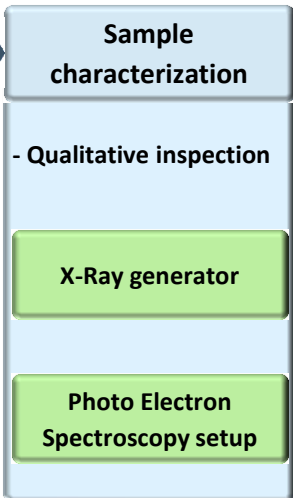 Sample
characterization
- Qualitative inspection
X-Ray generator
Photo Electron
Spectroscopy setup